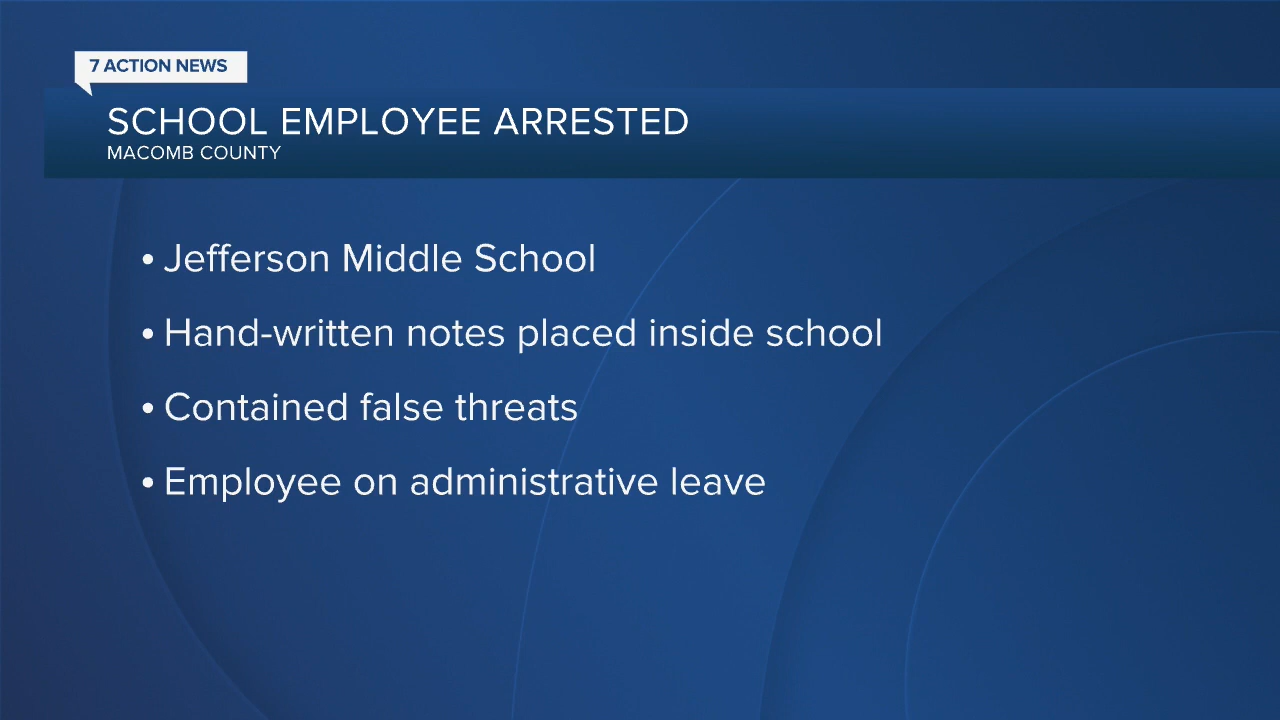 7 ACTION NEWS
SCHOOL EMPLOYEE ARRESTED
MACOMB COUNTY
• Jefferson Middle School
• Hand-written notes placed inside school
• Contained false threats
• Employee on administrative leave